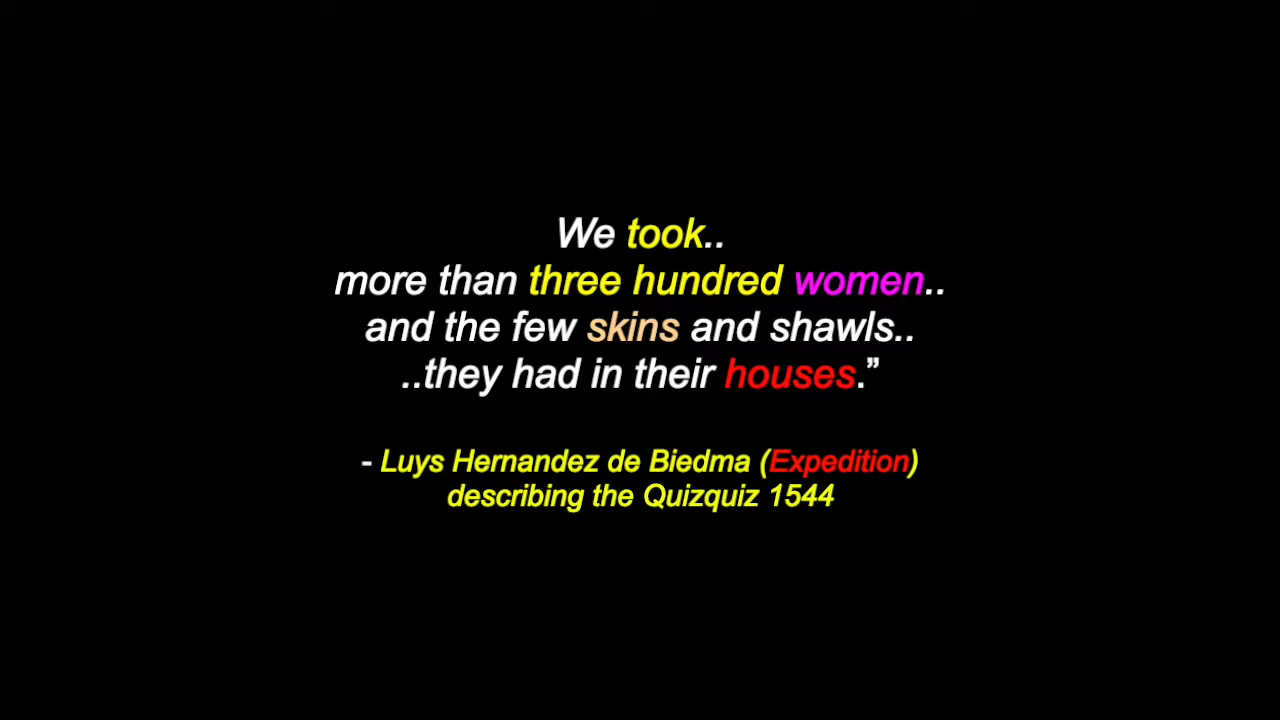 We took..
more than three hundred women..
and the few skins and shawls..
..they had in their houses.”
- Luys Hernandez de Biedma (Expedition)
describing the Quizquiz 1544